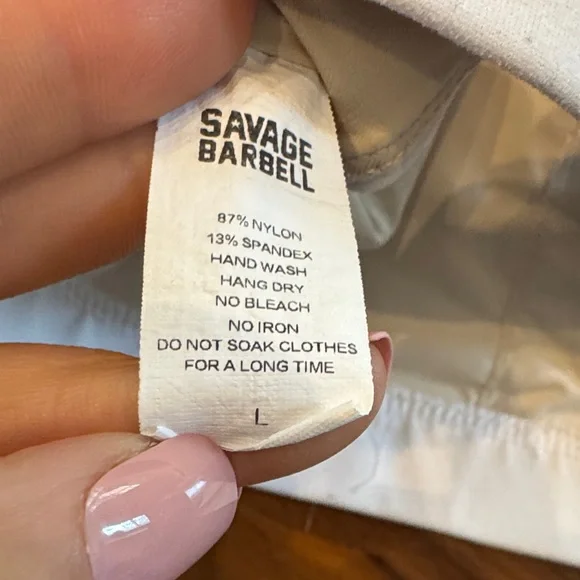 SAVAGE
BARBELL
87% NYLON
13% SPANDEX
HAND WASH
HANG DRY
NO BLEACH
NO IRON
DO NOT SOAK CLOTHES
FOR A LONG TIME
L